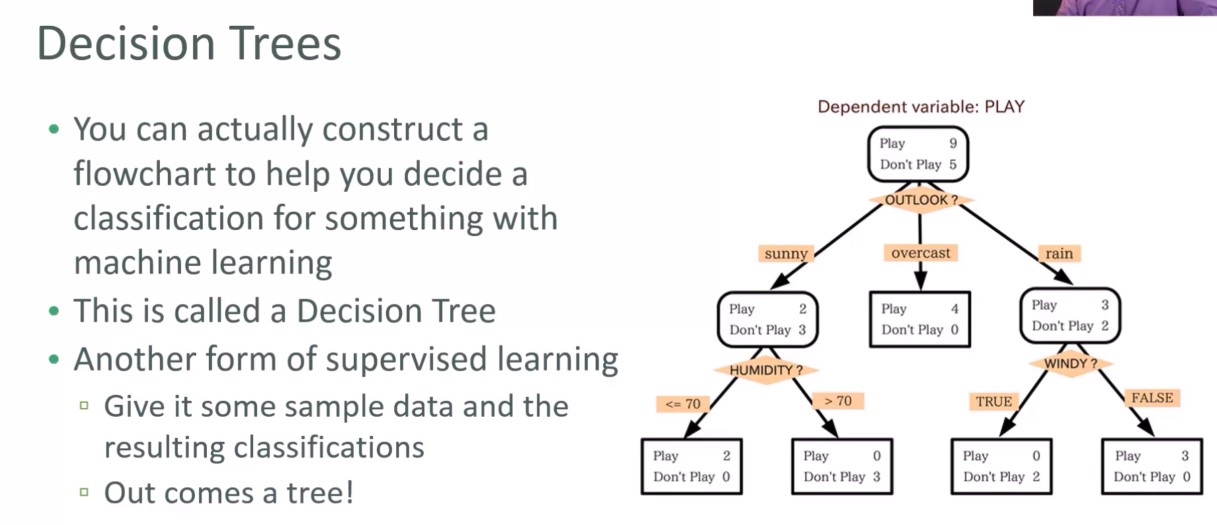 Decision Trees
• You can actually construct a
flowchart to help you decide a
classification for something with
machine learning
• This is called a Decision Tree
• Another form of supervised learning
▫ Give it some sample data and the
resulting classifications
▫ Out comes a tree!
Dependent variable: PLAY
Play 9
Don't Play 5
OUTLOOK ?
sunny
overcast
rain
Play 2
Don't Play 3
Play 4
Don't Play 0
Play 3
Don't Play 2
HUMIDITY ?
WINDY ?
<= 70
> 70
TRUE
FALSE
Play 2
Don't Play 0
Play 0
Don't Play 3
Play 0
Don't Play 2
Play 3
Don't Play 0